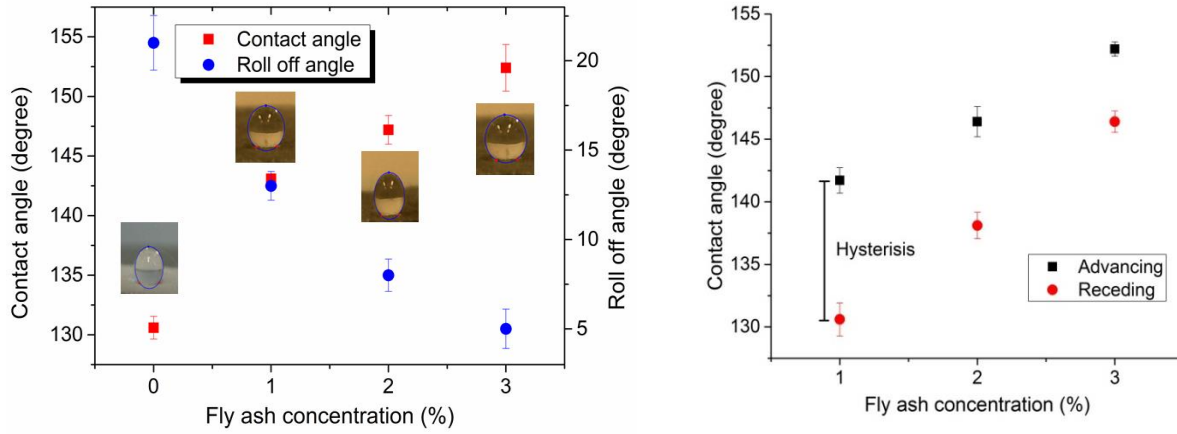 Contact angle (degree)
155
150
145
140
135
130
Contact angle
Roll off angle
20
15
10
5
Roll off angle (degree)
0 1 2 3
Fly ash concentration (%)
Contact angle (degree)
155
150
145
140
135
130
Hysterisis
Advancing
Receding
1 2 3
Fly ash concentration (%)